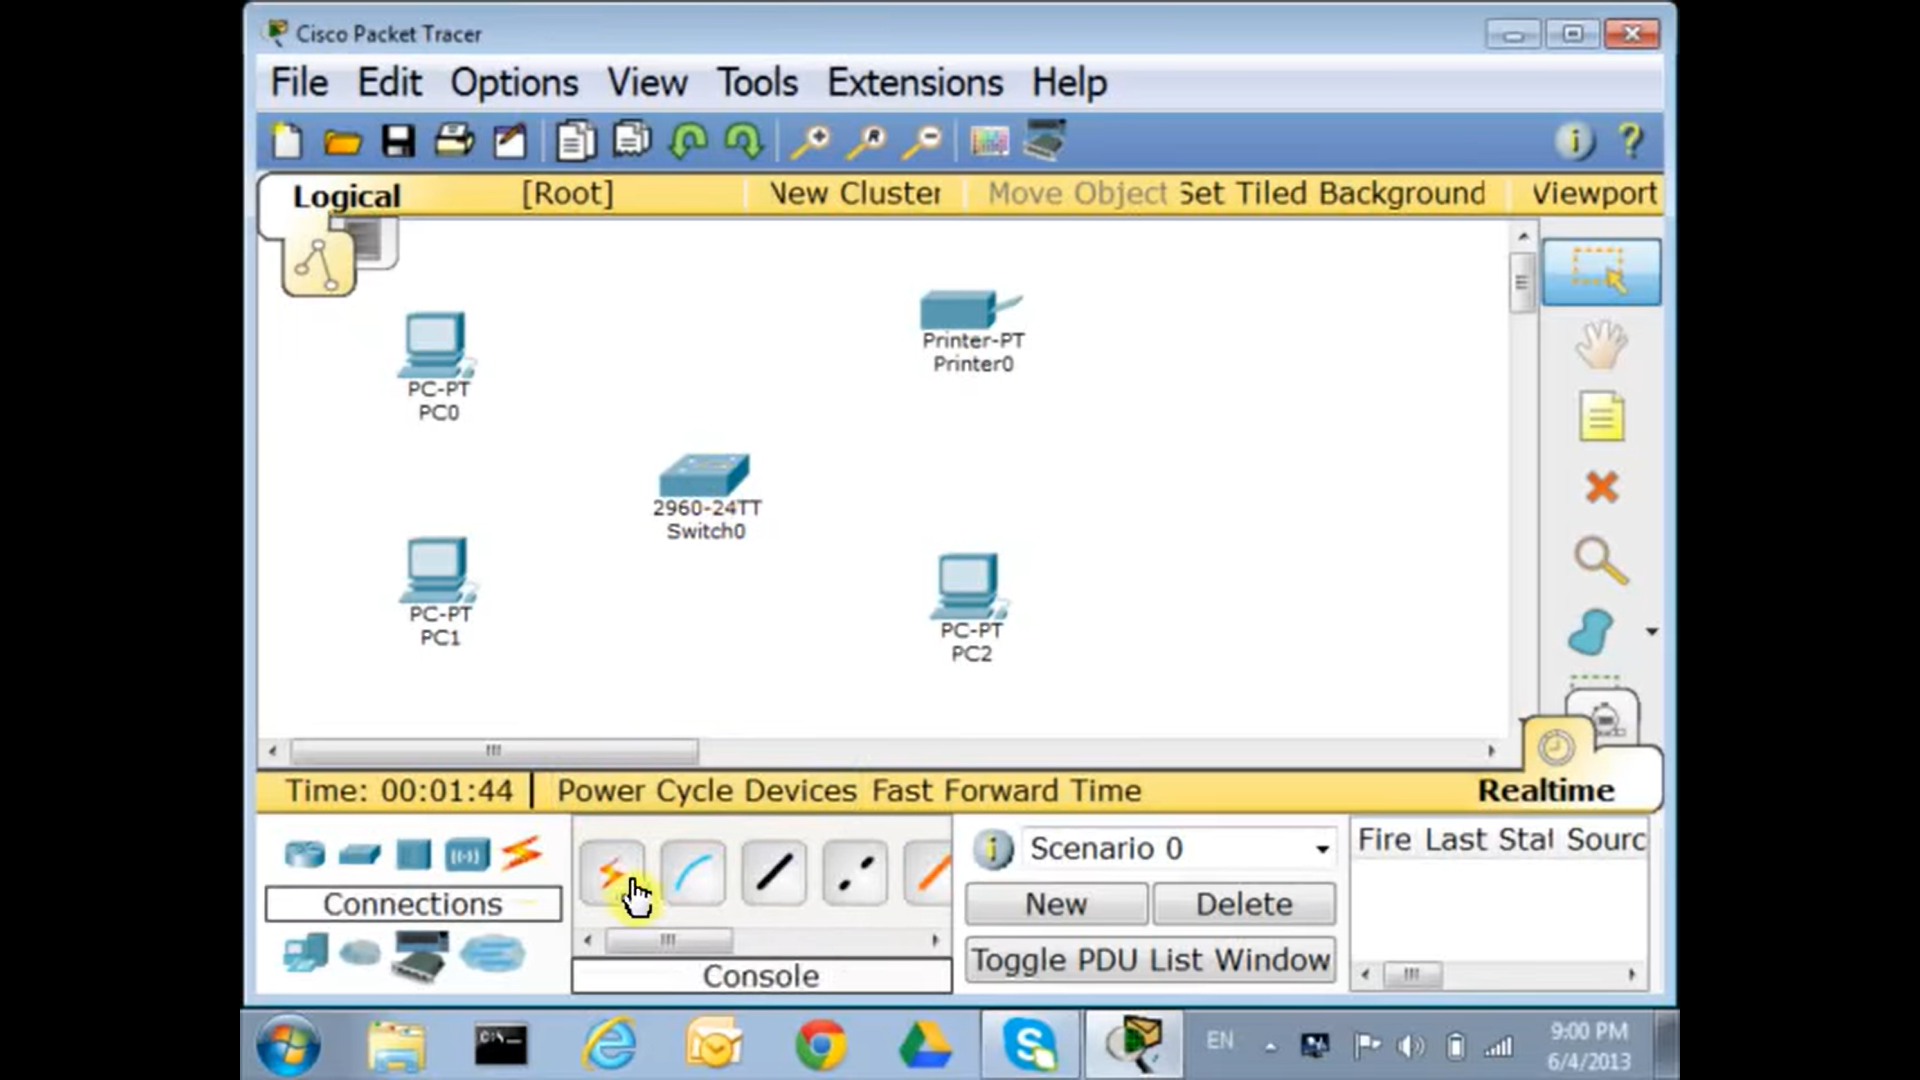 Cisco Packet Tracer
File Edit Options View Tools Extensions Help
Logical [Root] New Cluster Move Object Set Tiled Background Viewport
Printer-PT
Printer0
PC-PT
PC0
2960-24TT
Switch0
PC-PT
PC1
PC-PT
PC2
Time: 00:01:44 Power Cycle Devices Fast Forward Time Realtime
Scenario 0
Fire Last Stat Sourc
Connections
New Delete
Toggle PDU List Window
Console
EN
9:00 PM
6/4/2013